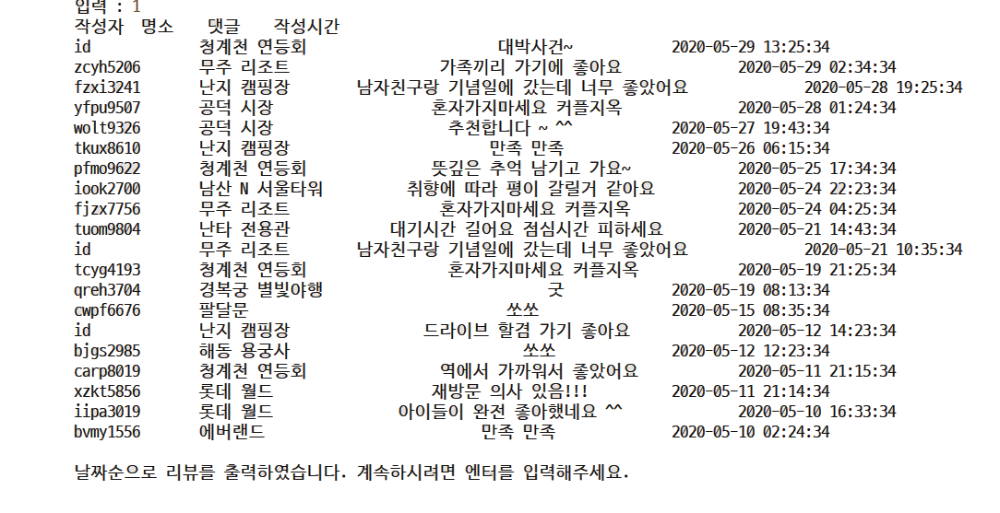 입력 : 1
작성자 명소 댓글 작성시간
id 청계천 연등회 대박사건~ 2020-05-29 13:25:34
zcyh5206 무주 리조트 가족끼리 가기에 좋아요 2020-05-29 02:34:34
fzxi3241 난지 캠핑장 남자친구랑 기념일에 갔는데 너무 좋았어요 2020-05-28 19:25:34
yfpu9507 공덕 시장 혼자가지마세요 커플지옥 2020-05-28 01:24:34
wolt9326 공덕 시장 추천합니다 ~ ^^ 2020-05-27 19:43:34
tkux8610 난지 캠핑장 만족 만족 2020-05-26 06:15:34
pfmo9622 청계천 연등회 뜻깊은 추억 남기고 가요~ 2020-05-25 17:34:34
iook2700 남산 N 서울타워 취향에 따라 평이 갈릴거 같아요 2020-05-24 22:23:34
fjzx7756 무주 리조트 혼자가지마세요 커플지옥 2020-05-24 04:25:34
tuom9804 난타 전용관 대기시간 길어요 점심시간 피하세요 2020-05-21 14:43:34
id 무주 리조트 남자친구랑 기념일에 갔는데 너무 좋았어요 2020-05-21 10:35:34
tcyg4193 청계천 연등회 혼자가지마세요 커플지옥 2020-05-19 21:25:34
qreh3704 경복궁 별빛야행 굿 2020-05-19 08:13:34
cwpf6676 팔달문 쏘쏘 2020-05-15 08:35:34
id 난지 캠핑장 드라이브 할겸 가기 좋아요 2020-05-12 14:23:34
bjgs2985 해동 용궁사 쏘쏘 2020-05-12 12:23:34
carp8019 청계천 연등회 역에서 가까워서 좋았어요 2020-05-11 21:15:34
xzkt5856 롯데 월드 재방문 의사 있음!!! 2020-05-11 21:14:34
iipa3019 롯데 월드 아이들이 완전 좋아했네요 ^^ 2020-05-10 16:33:34
bvmy1556 에버랜드 만족 만족 2020-05-10 02:24:34
날짜순으로 리뷰를 출력하였습니다. 계속하시려면 엔터를 입력해주세요.